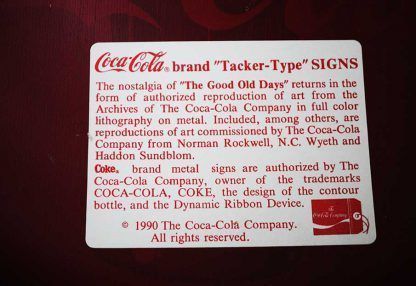 Coca-Cola® brand "Tacker-Type" SIGNS
The nostalgia of "The Good Old Days" returns in the
form of authorized reproduction of art from the
Archives of The Coca-Cola Company in full color
lithography on metal. Included, among others, are
reproductions of art commissioned by The Coca-Cola
Company from Norman Rockwell, N.C. Wyeth and
Haddon Sundblom.
Coke® brand metal signs are authorized by The
Coca-Cola Company, owner of the trademarks
COCA-COLA, COKE, the design of the contour
bottle, and the Dynamic Ribbon Device.
© 1990 The Coca-Cola Company.
All rights reserved.
The
Coca-Cola Company